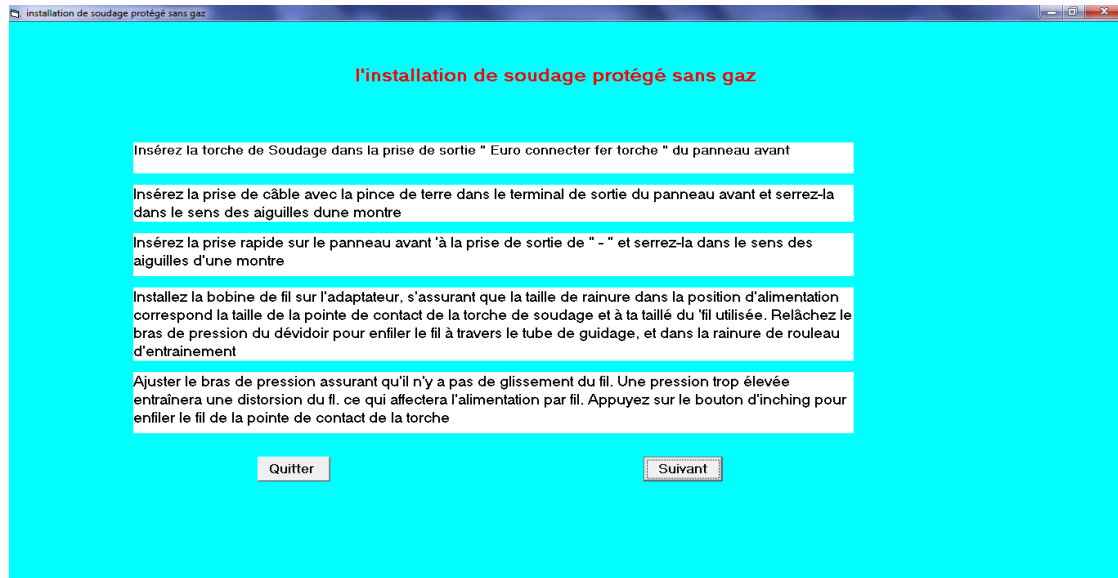 installation de soudage protégé sans gaz
l'installation de soudage protégé sans gaz
Insérez la torche de Soudage dans la prise de sortie " Euro connecter fer torche " du panneau avant
Insérez la prise de câble avec la pince de terre dans le terminal de sortie du panneau avant et serrez-la
dans le sens des aiguilles dune montre
Insérez la prise rapide sur le panneau avant 'à la prise de sortie de " - " et serrez-la dans le sens des
aiguilles d'une montre
Installez la bobine de fil sur l'adaptateur, s'assurant que la taille de rainure dans la position d'alimentation
correspond la taille de la pointe de contact de la torche de soudage et à ta taillé du 'fil utilisée. Relâchez le
bras de pression du dévidoir pour enfiler le fil à travers le tube de guidage, et dans la rainure de rouleau
d'entrainement
Ajuster le bras de pression assurant qu'il n'y a pas de glissement du fil. Une pression trop élevée
entraînera une distorsion du fl. ce qui affectera l'alimentation par fil. Appuyez sur le bouton d'inching pour
enfiler le fil de la pointe de contact de la torche
Quitter
Suivant